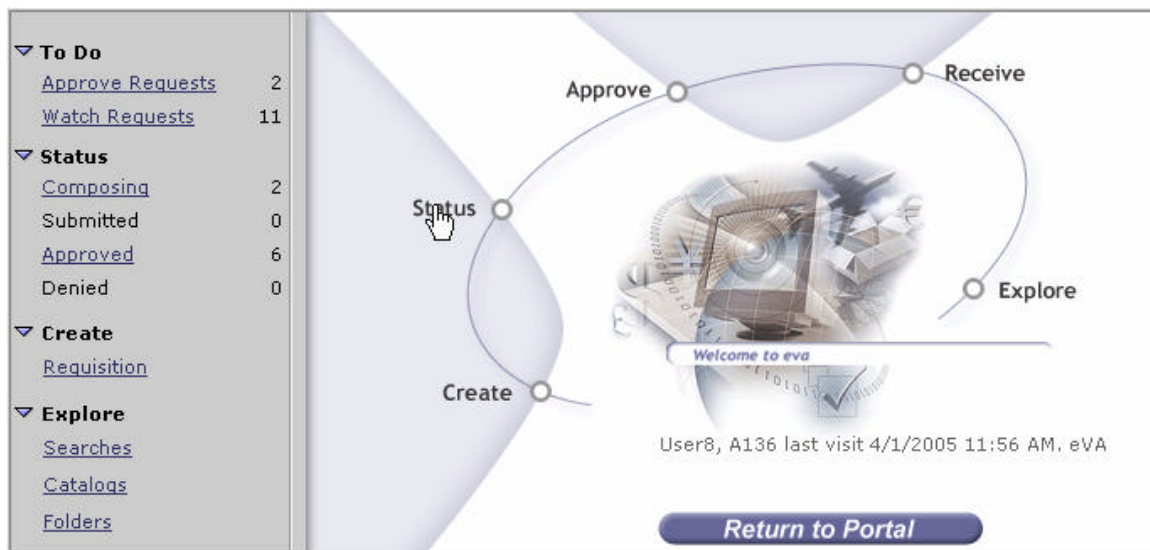 To Do
Approve Requests 2
Watch Requests 11
Status
Composing 2
Submitted 0
Approved 6
Denied 0
Create
Requisition
Explore
Searches
Catalogs
Folders
Approve
Receive
Status
Explore
Create
Welcome to eva
User8, A136 last visit 4/1/2005 11:56 AM. eVA
Return to Portal